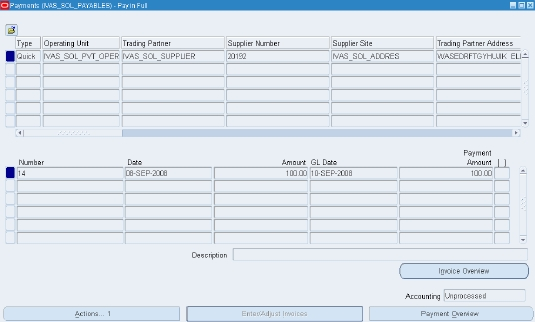 Payments (IVAS_SOL_PAYABLES) - Pay in Full
Type Operating Unit Trading Partner Supplier Number Supplier Site Trading Partner Address
Quick IVAS_SOL_PVT_OPER IVAS_SOL_SUPPLIER 20192 IVAS_SOL_ADDRES WASEDRFTGYHUJIK ELI
Payment
Number Date Amount GL Date Amount [ ]
14 08-SEP-2008 100.00 10-SEP-2008 100.00
Description
Invoice Overview
Accounting Unprocessed
Actions... 1 Enter/Adjust Invoices Payment Overview